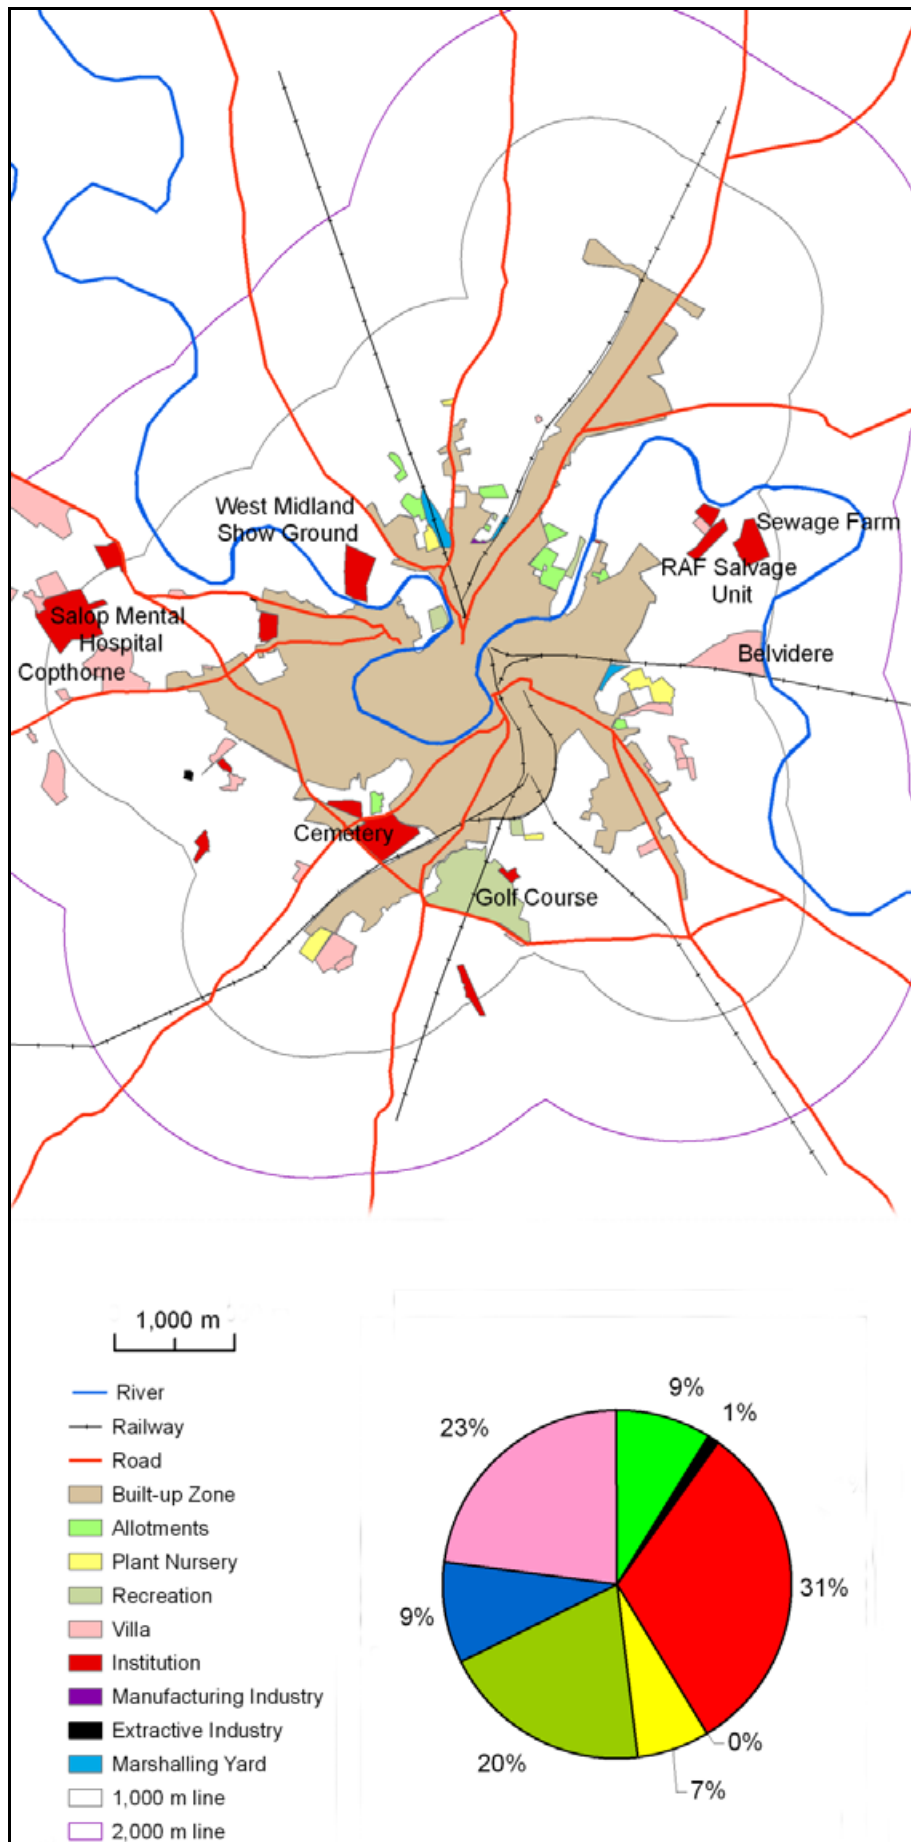 West Midland
Show Ground
Sewage Farm
RAF Salvage
Unit
Salop Mental
Hospital
Belvidere
Copthorne
Cemetery
Golf Course
1,000 m
River
Railway
Road
Built-up Zone
Allotments
Plant Nursery
Recreation
Villa
Institution
Manufacturing Industry
Extractive Industry
Marshalling Yard
1,000 m line
2,000 m line
9%
1%
23%
31%
9%
0%
20%
7%